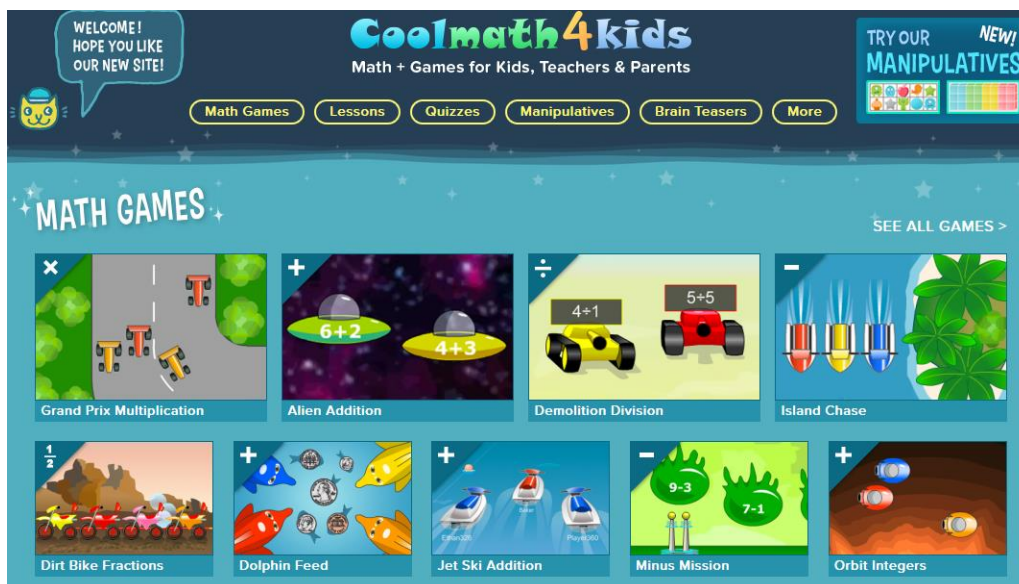 WELCOME!
HOPE YOU LIKE
OUR NEW SITE!
Coolmath4kids
Math + Games for Kids, Teachers & Parents
TRY OUR NEW!
MANIPULATIVES
Math Games Lessons Quizzes Manipulatives Brain Teasers More
MATH GAMES
SEE ALL GAMES >
× + ÷ -
6+2 4+3 4÷1 5÷5
Grand Prix Multiplication Alien Addition Demolition Division Island Chase
1/2 + + - +
9-3 7-1
Player360
Dirt Bike Fractions Dolphin Feed Jet Ski Addition Minus Mission Orbit Integers